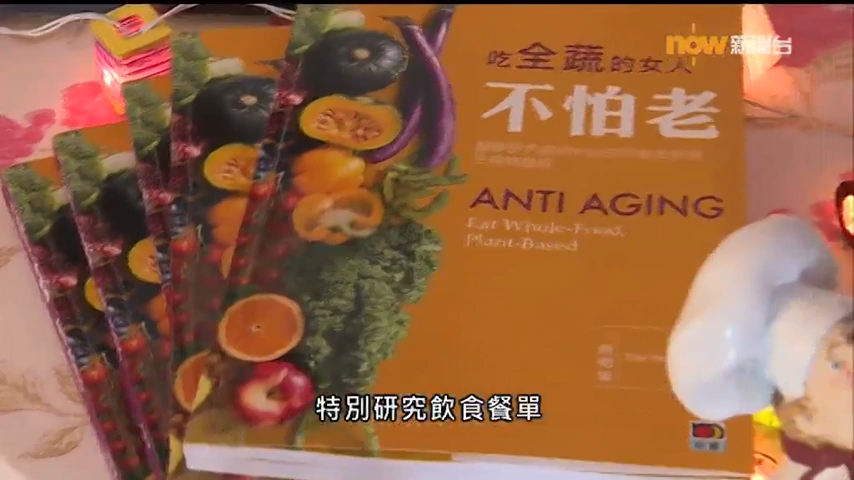 now新聞台
吃全蔬的女人
不怕老
ANTI AGING
Eat Whole-Food,
Plant-Based
特別研究飲食餐單